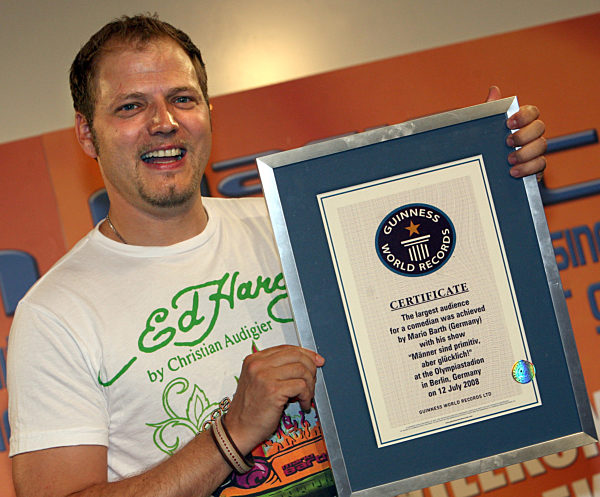 Ed Hardy
by Christian Audigier
GUINNESS
WORLD RECORDS
CERTIFICATE
The largest audience
for a comedian was achieved
by Mario Barth (Germany)
with his show
"Männer sind primitiv,
aber glücklich!"
at the Olympiastadion
in Berlin, Germany
on 12 July 2008
GUINNESS WORLD RECORDS LTD